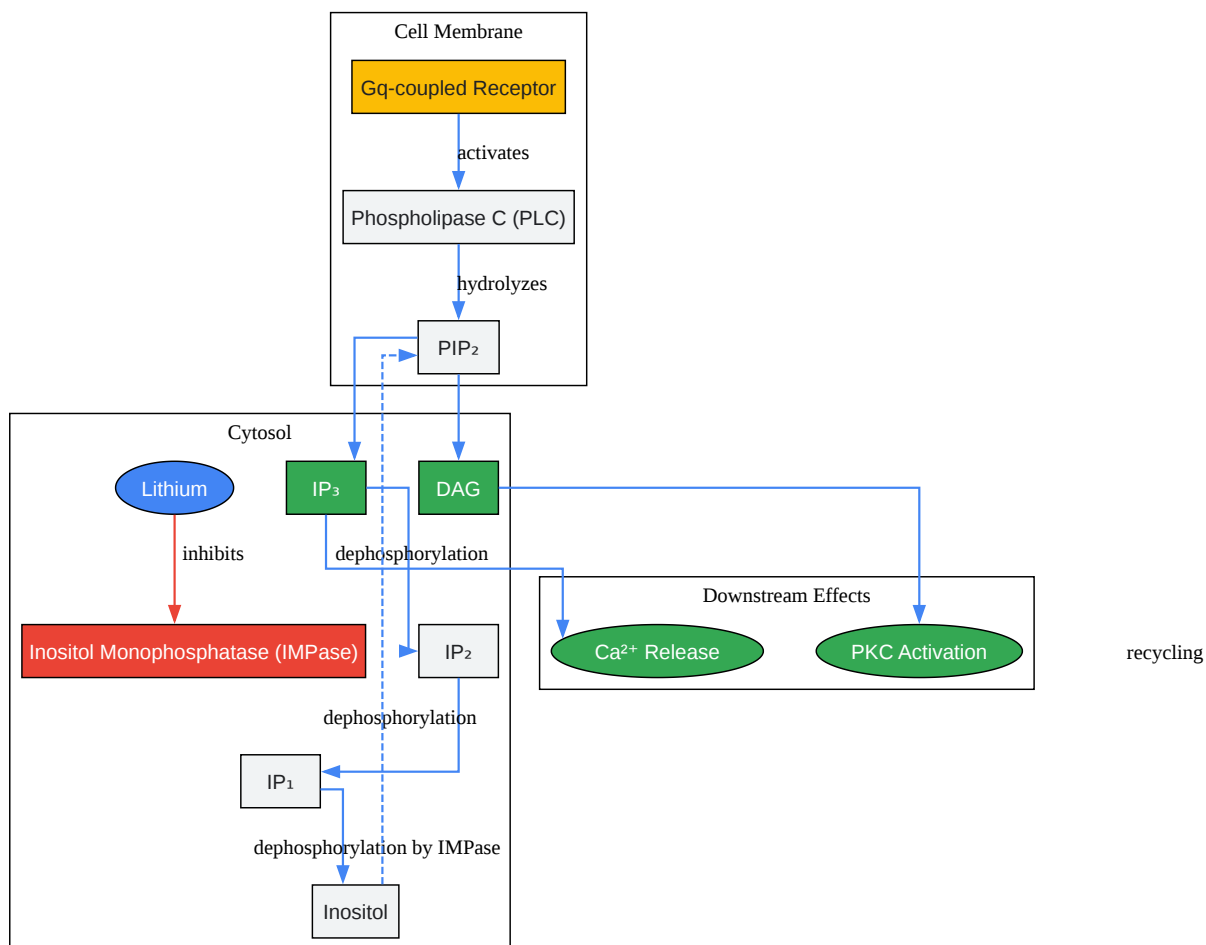 Cell Membrane
Gq-coupled Receptor
activates
Phospholipase C (PLC)
hydrolyzes
PIP₂
Cytosol
Lithium
IP₃
DAG
inhibits
dephosphorylation
Downstream Effects
Inositol Monophosphatase (IMPase)
IP₂
Ca²⁺ Release
PKC Activation
recycling
dephosphorylation
IP₁
dephosphorylation by IMPase
Inositol